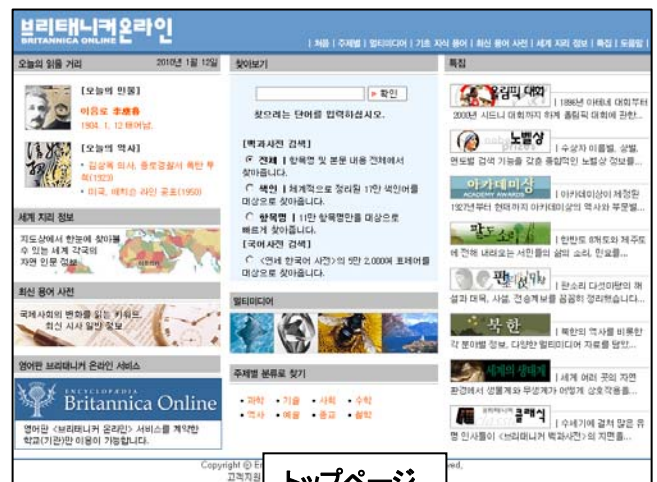 브리태니커온라인
BRITANNICA ONLINE
| 처음 | 주제별 | 멀티미디어 | 기초 지식 용어 | 최신 용어 사전 | 세계 지리 정보 | 특집 | 도움말 |
오늘의 읽을 거리
2010년 1월 12일
[오늘의 인물]
이응로 李應魯
1904. 1. 12 태어남.
[오늘의 역사]
• 김상옥 의사, 종로경찰서 폭탄 투
척(1923)
• 미국, 애치슨 라인 공표(1950)
세계 지리 정보
지도상에서 한눈에 찾아볼
수 있는 세계 각국의
자연 인문 정보
최신 용어 사전
국제사회의 변화를 읽는 키워드
최신 시사 일반 정보
영어판 브리태니커 온라인 서비스
ENCYCLOPÆDIA
Britannica Online
영어판 <브리태니커 온라인> 서비스를 계약한
학교(기관)만 이용이 가능합니다.
찾아보기
확인
찾으려는 단어를 입력하십시오.
[백과사전 검색]
전체 | 항목명 및 본문 내용 전체에서
찾아줍니다.
색인 | 체계적으로 정리된 17만 색인어를
대상으로 찾아줍니다.
항목명 | 11만 항목명만을 대상으로
빠르게 찾아줍니다.
[국어사전 검색]
<연세 한국어 사전>의 5만 2,000여 표제어를
대상으로 찾아줍니다.
멀티미디어
주제별 분류로 찾기
• 과학 • 기술 • 사회 • 수학
• 역사 • 예술 • 종교 • 철학
특집
올림픽 대회 | 1896년 아테네 대회부터
2000년 시드니 대회까지 하계 올림픽 대회에 관한...
노벨상 | 수상자 이름별, 상별,
연도별 검색 기능을 갖춘 종합적인 노벨상 정보를...
아카데미상
ACADEMY AWARDS
| 아카데미상이 제정된
1927년부터 현재까지 아카데미상의 역사와 부문별...
팔도소리 | 한반도 8개도와 제주도
에 전해 내려오는 서민들의 삶의 소리, 민요를...
판소리 다섯마당의 해
설과 대목, 사설, 전승계보를 꼼꼼히 정리했습니다...
북한 | 북한의 역사를 비롯한
각 분야별 정보, 다양한 멀티미디어 자료를 담았...
세계의 생태계 | 세계 여러 곳의 자연
환경에서 생물계와 무생계가 어떻게 상호작용을...
브리태니커 클래식 | 수세기에 걸쳐 많은 유
명 인사들이 <브리태니커 백과사전>의 지면을...
Copyright ©
고객지원
トップページ